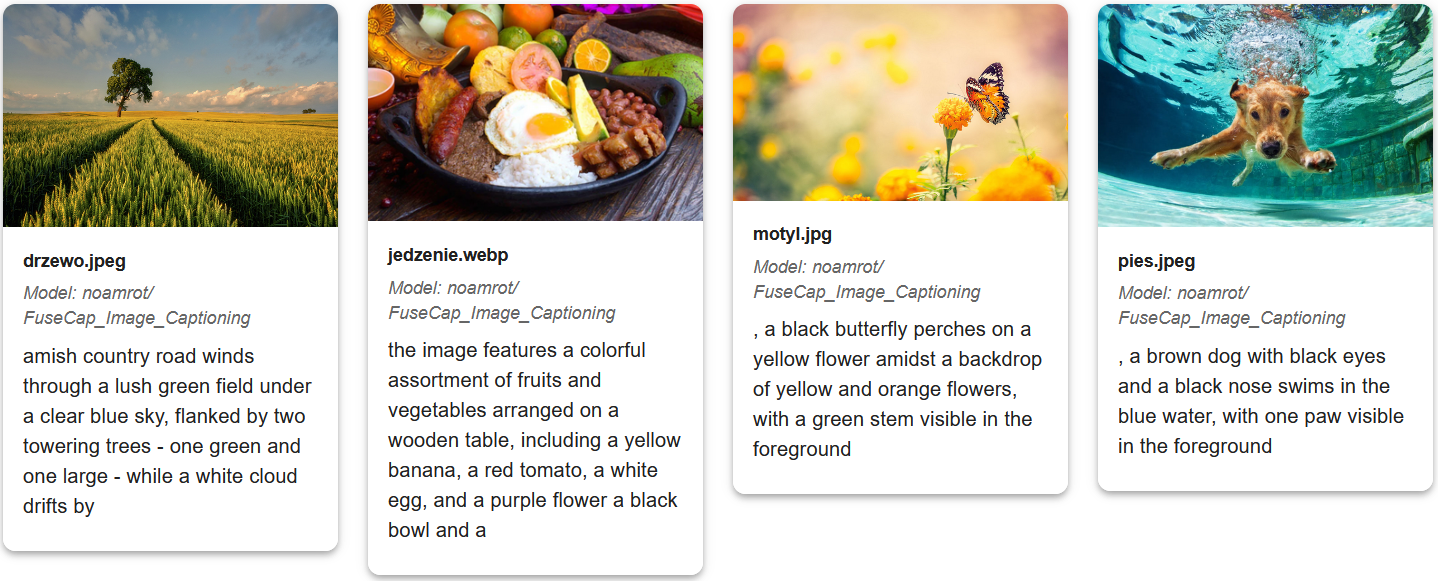 drzewo.jpeg
Model: noamrot/
FuseCap_Image_Captioning
amish country road winds
through a lush green field under
a clear blue sky, flanked by two
towering trees - one green and
one large - while a white cloud
drifts by
jedzenie.webp
Model: noamrot/
FuseCap_Image_Captioning
the image features a colorful
assortment of fruits and
vegetables arranged on a
wooden table, including a yellow
banana, a red tomato, a white
egg, and a purple flower a black
bowl and a
motyl.jpg
Model: noamrot/
FuseCap_Image_Captioning
, a black butterfly perches on a
yellow flower amidst a backdrop
of yellow and orange flowers,
with a green stem visible in the
foreground
pies.jpeg
Model: noamrot/
FuseCap_Image_Captioning
, a brown dog with black eyes
and a black nose swims in the
blue water, with one paw visible
in the foreground